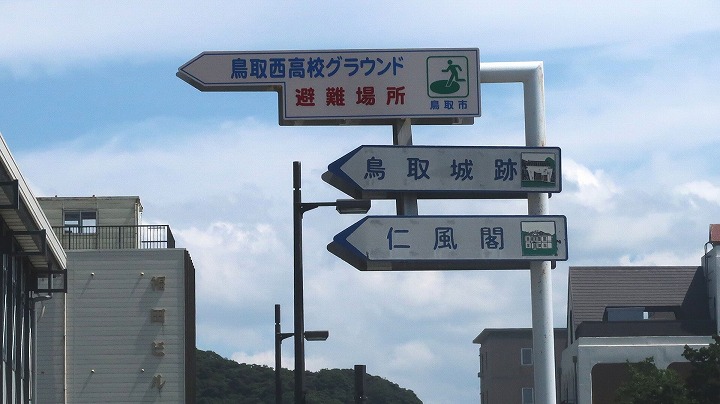 鳥取西高校グラウンド
避難場所
鳥取市
鳥取城跡
仁風閣